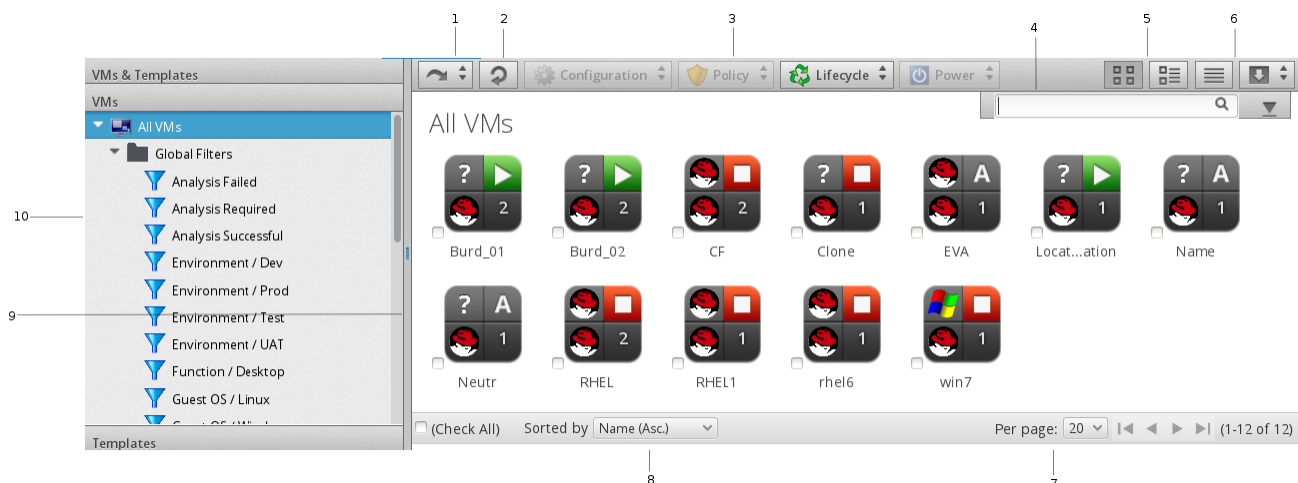 1 2 3 4 5 6
VMs & Templates
Configuration Policy Lifecycle Power
VMs
All VMs
Global Filters
Analysis Failed
Analysis Required
Analysis Successful
Environment / Dev
Environment / Prod
Environment / Test
Environment / UAT
Function / Desktop
Guest OS / Linux
Templates
10
9
All VMs
? 2 ? 2 2 ? 1 A 1 ? 1 ? A 1
Burd_01 Burd_02 CF Clone EVA Locat...ation Name
? A 1 2 1 1 1
Neutr RHEL RHEL1 rhel6 win7
(Check All) Sorted by Name (Asc.) Per page: 20 (1-12 of 12)
8 7